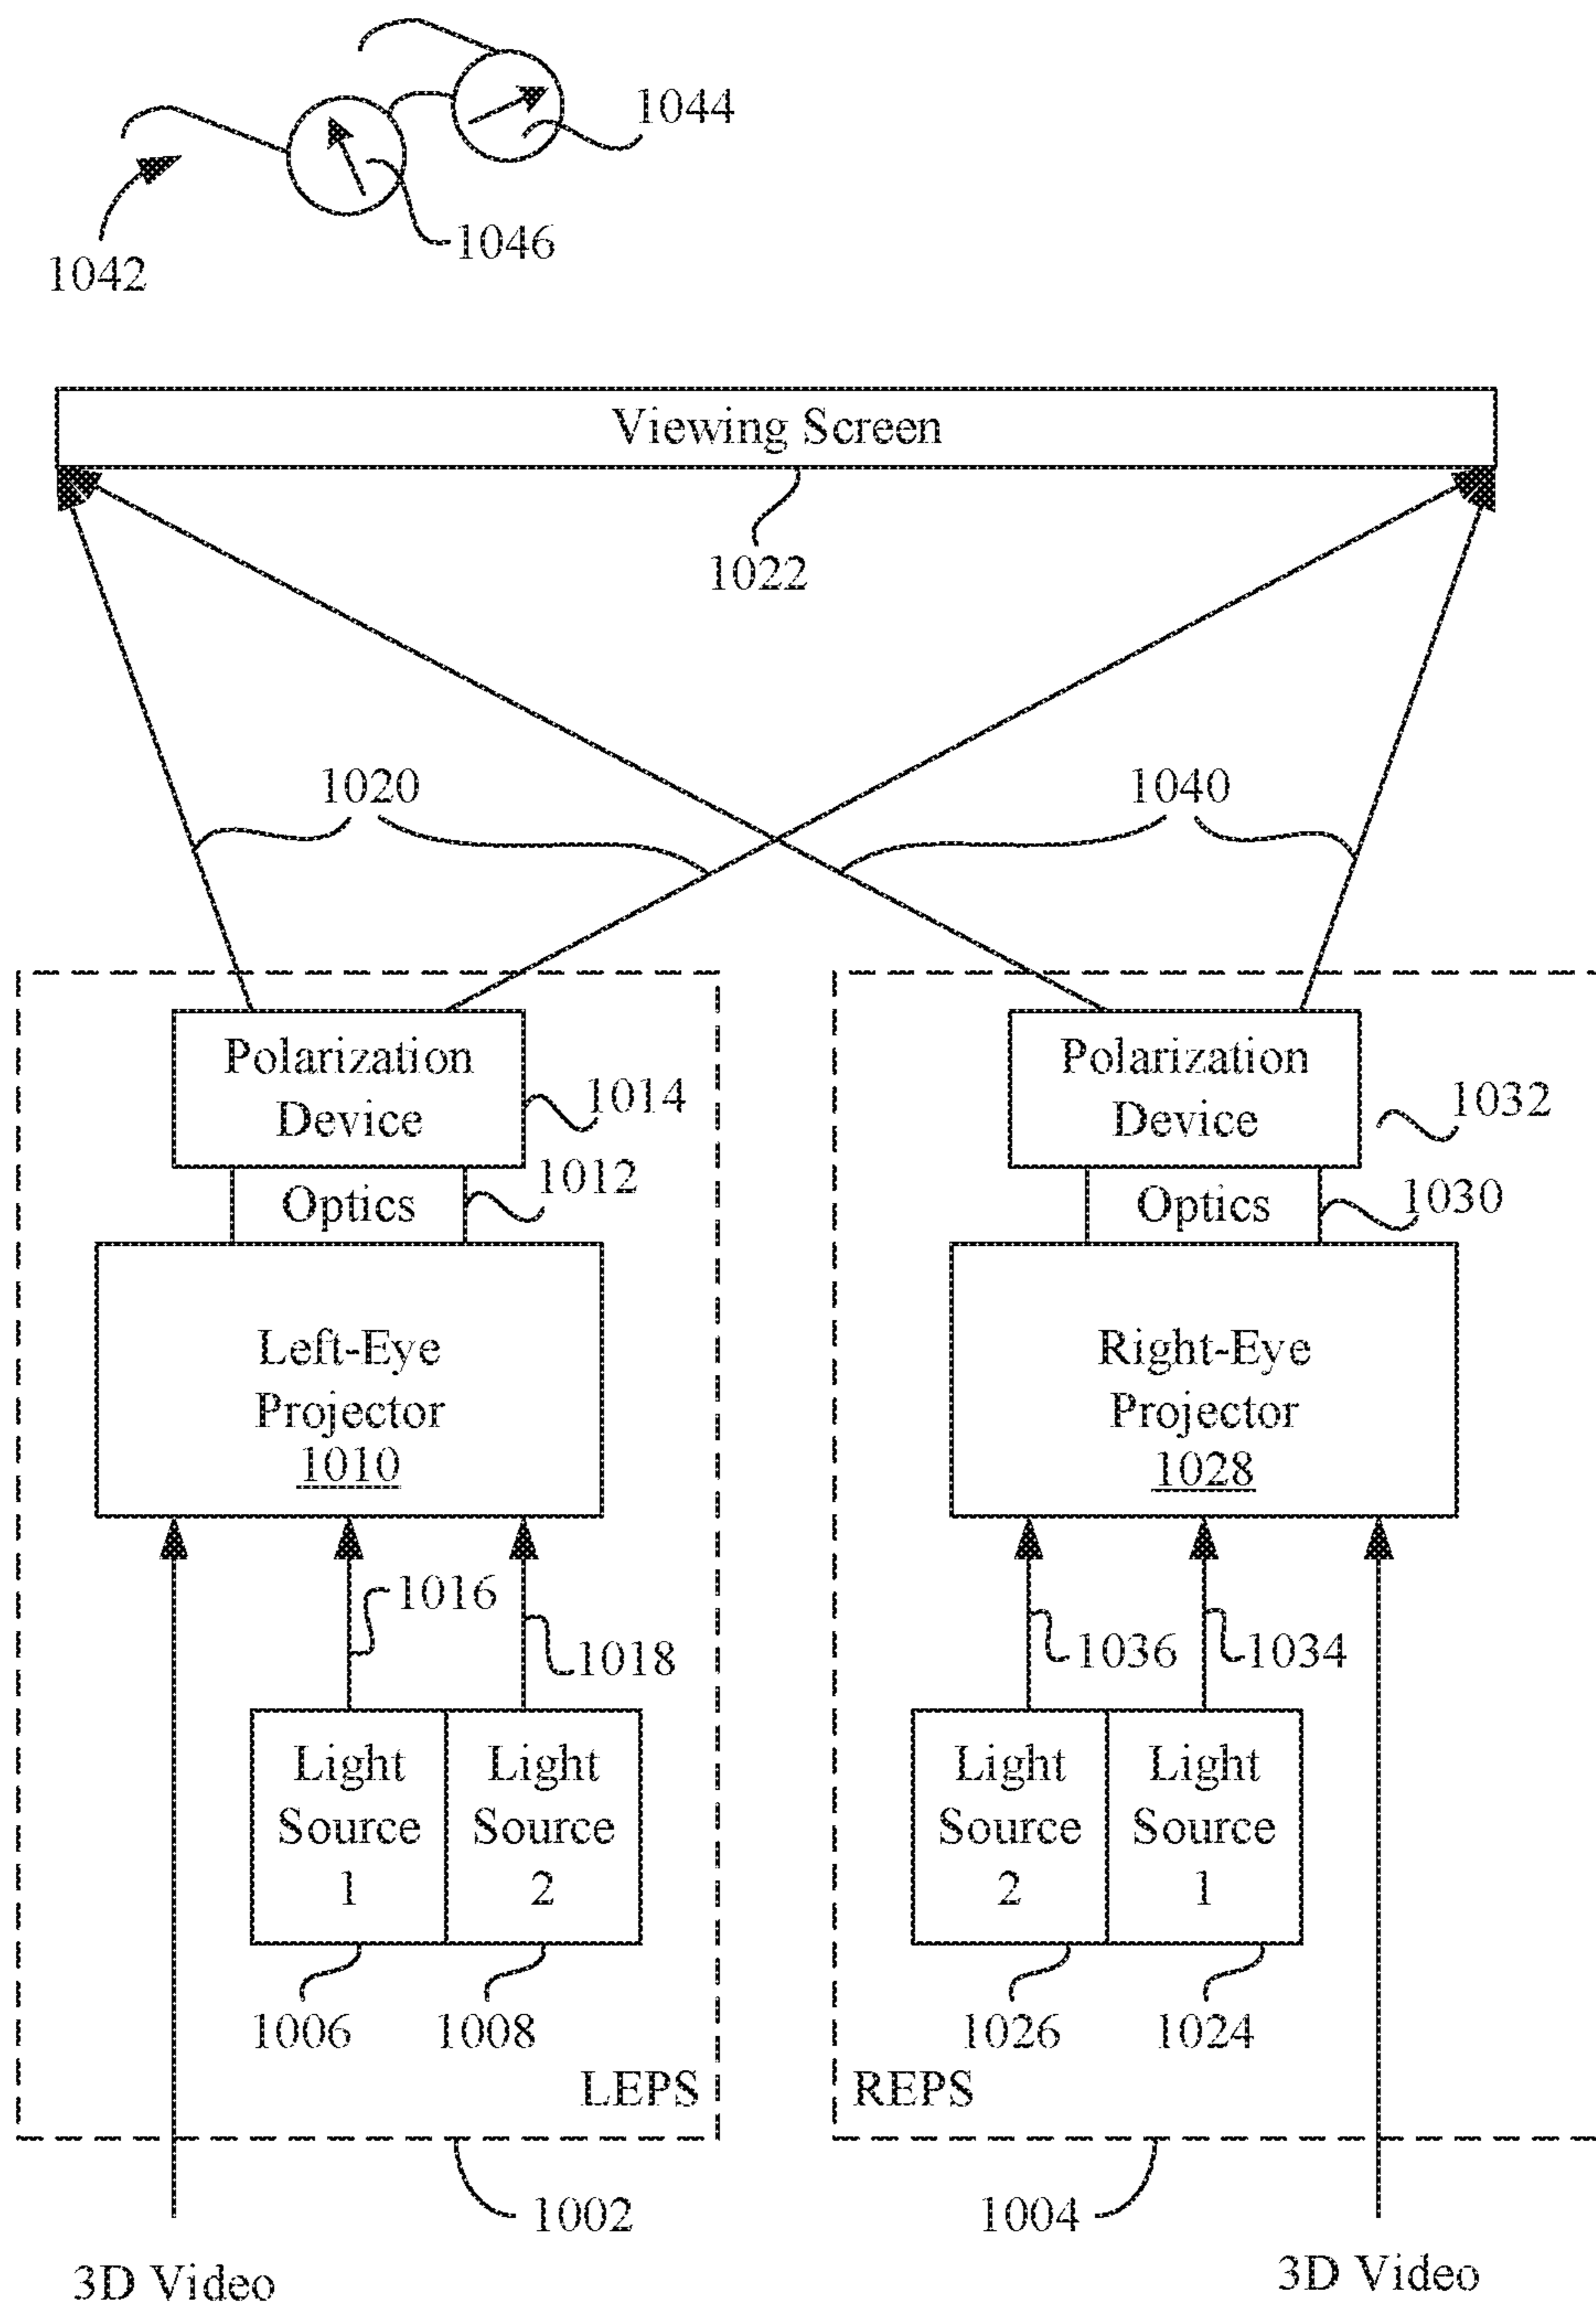 1044
1046
1042
Viewing Screen
1022
1020
1040
Polarization
Device
1014
1012
Optics
Left-Eye
Projector
1010
Polarization
Device
1032
1030
Optics
Right-Eye
Projector
1028
1016
1018
1036
1034
Light
Source
1
Light
Source
2
Light
Source
2
Light
Source
1
1006
1008
1026
1024
LEPS
REPS
1002
1004
3D Video
3D Video